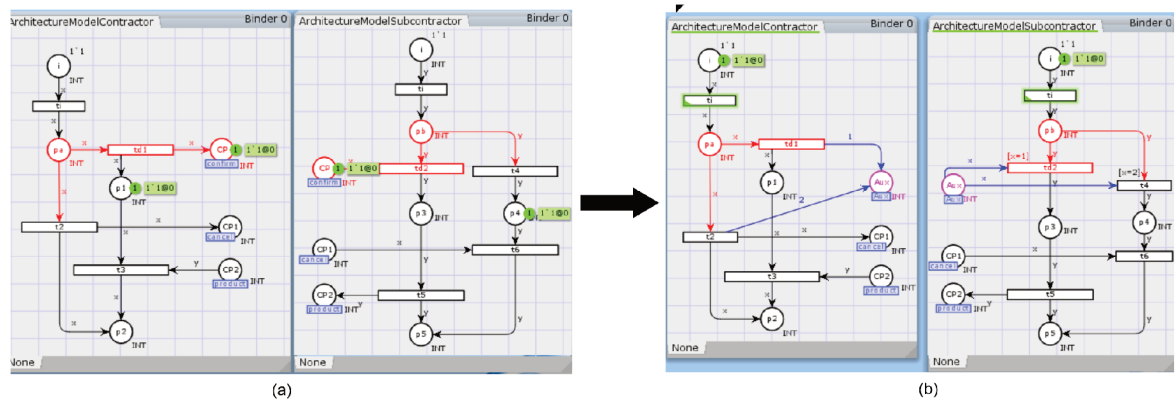 ArchitectureModelContractor Binder 0
1`1
i
INT
x
ti
x
pa x td1 x CP 1 1`1@0
INT confirm INT
x x
p1 1 1`1@0
INT
t2 x CP1
cancel INT
x
t3 y CP2
product INT
x x
p2
INT
None
ArchitectureModelSubcontractor Binder 0
1`1
i
INT
y
ti
y
pb y
INT
CP 1 1`1@0 y
confirm INT td2 t4
y y
p3 p4 1 1`1@0
INT
CP1 x t6
cancel INT
y
CP2 t5
product INT y y y
p5
INT
None
(a)
ArchitectureModelContractor Binder 0
1`1
i 1 1`1@0
INT
x
ti
x
pa x td1 1
INT
x x
p1 Aux
INT Aux INT
2
t2 x CP1
cancel INT
x
t3 y CP2
product INT
x x
p2
INT
None
ArchitectureModelSubcontractor Binder 0
1`1
i 1 1`1@0
INT
y
ti
y
pb y
INT
[x=1] y
x td2 [x=2]
Aux x t4
Aux INT
y y
p3 p4
INT INT
CP1 x t6
cancel INT
y
CP2 t5
product INT y y y
p5
INT
None
(b)